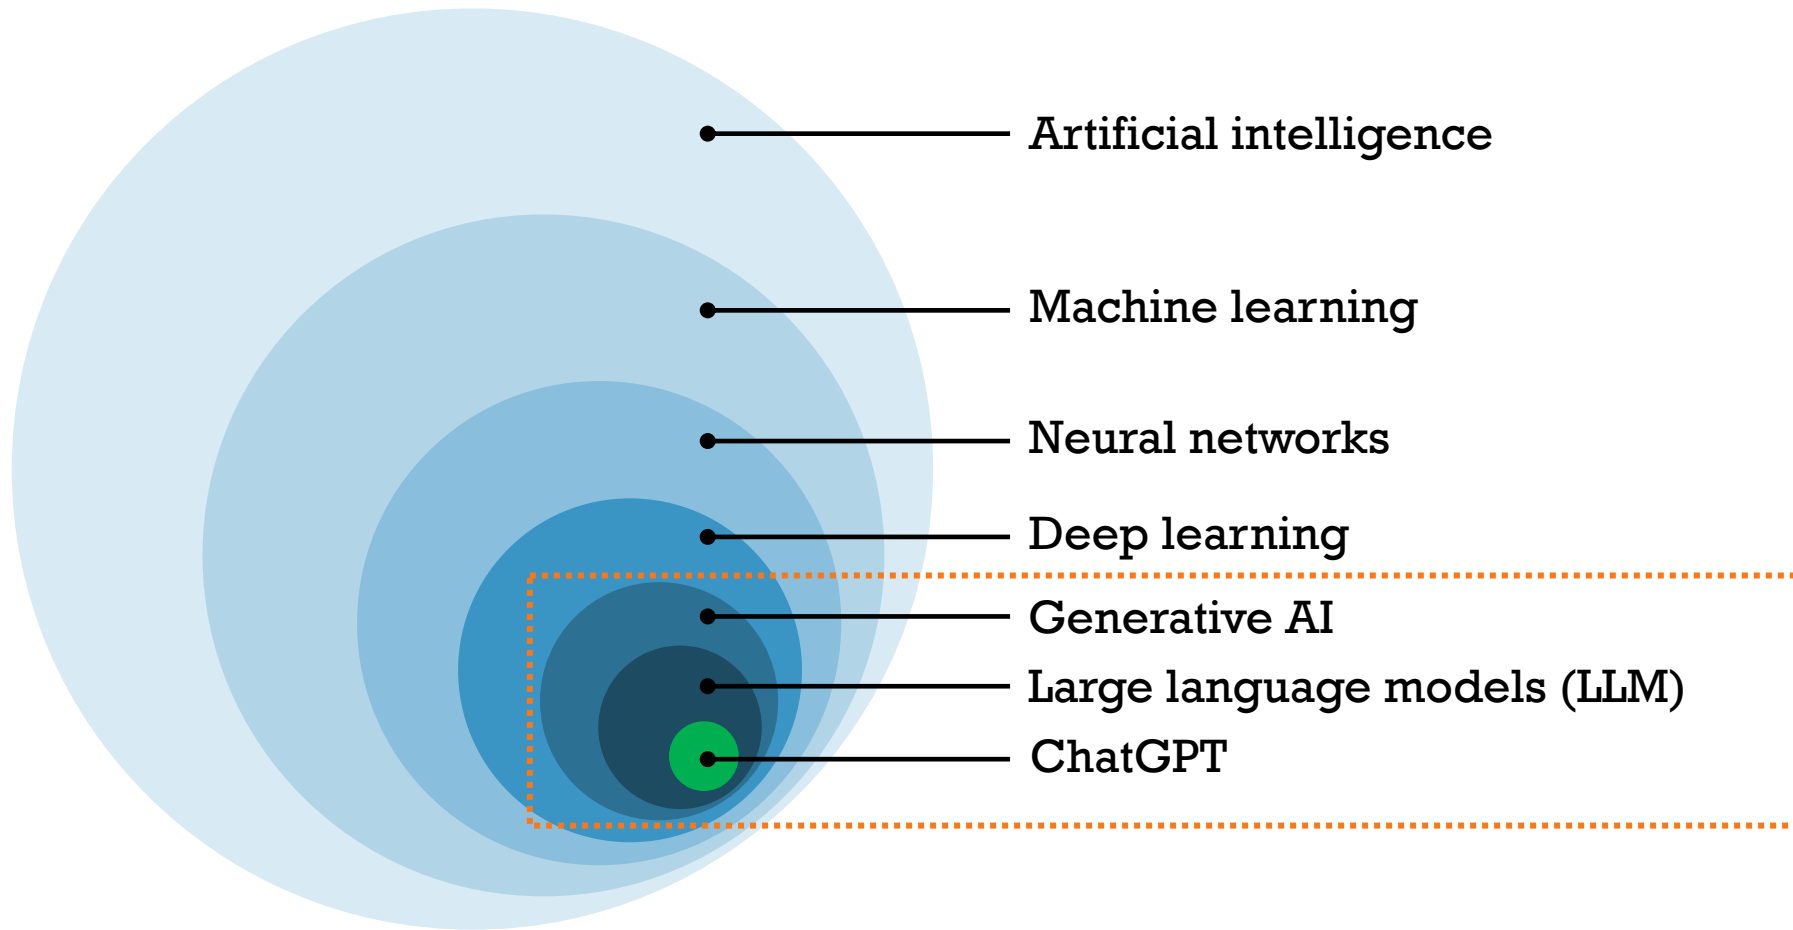 Artificial intelligence
Machine learning
Neural networks
Deep learning
Generative AI
Large language models (LLM)
ChatGPT